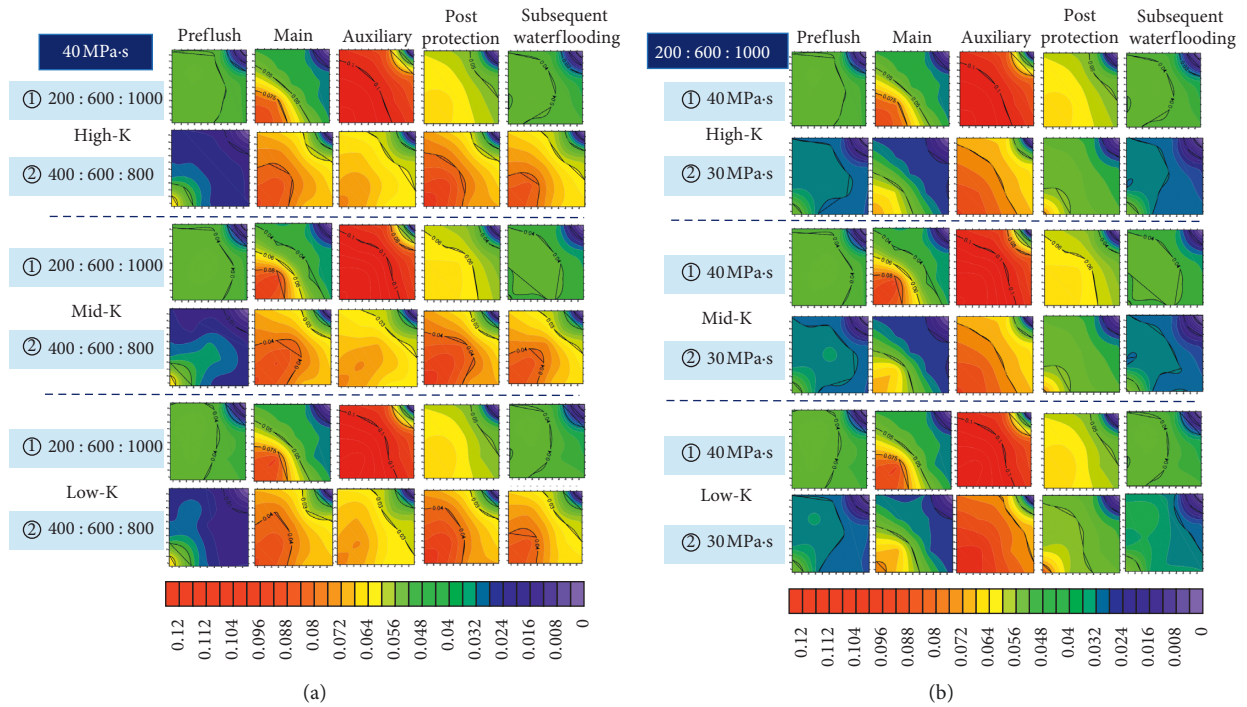 40 MPa·s
Preflush Main Auxiliary Post protection Subsequent waterflooding
① 200 : 600 : 1000
High-K
② 400 : 600 : 800
① 200 : 600 : 1000
Mid-K
② 400 : 600 : 800
① 200 : 600 : 1000
Low-K
② 400 : 600 : 800
0.12 0.112 0.104 0.096 0.088 0.08 0.072 0.064 0.056 0.048 0.04 0.032 0.024 0.016 0.008 0
(a)
200 : 600 : 1000
Preflush Main Auxiliary Post protection Subsequent waterflooding
① 40 MPa·s
High-K
② 30 MPa·s
① 40 MPa·s
Mid-K
② 30 MPa·s
① 40 MPa·s
Low-K
② 30 MPa·s
0.12 0.112 0.104 0.096 0.088 0.08 0.072 0.064 0.056 0.048 0.04 0.032 0.024 0.016 0.008 0
(b)